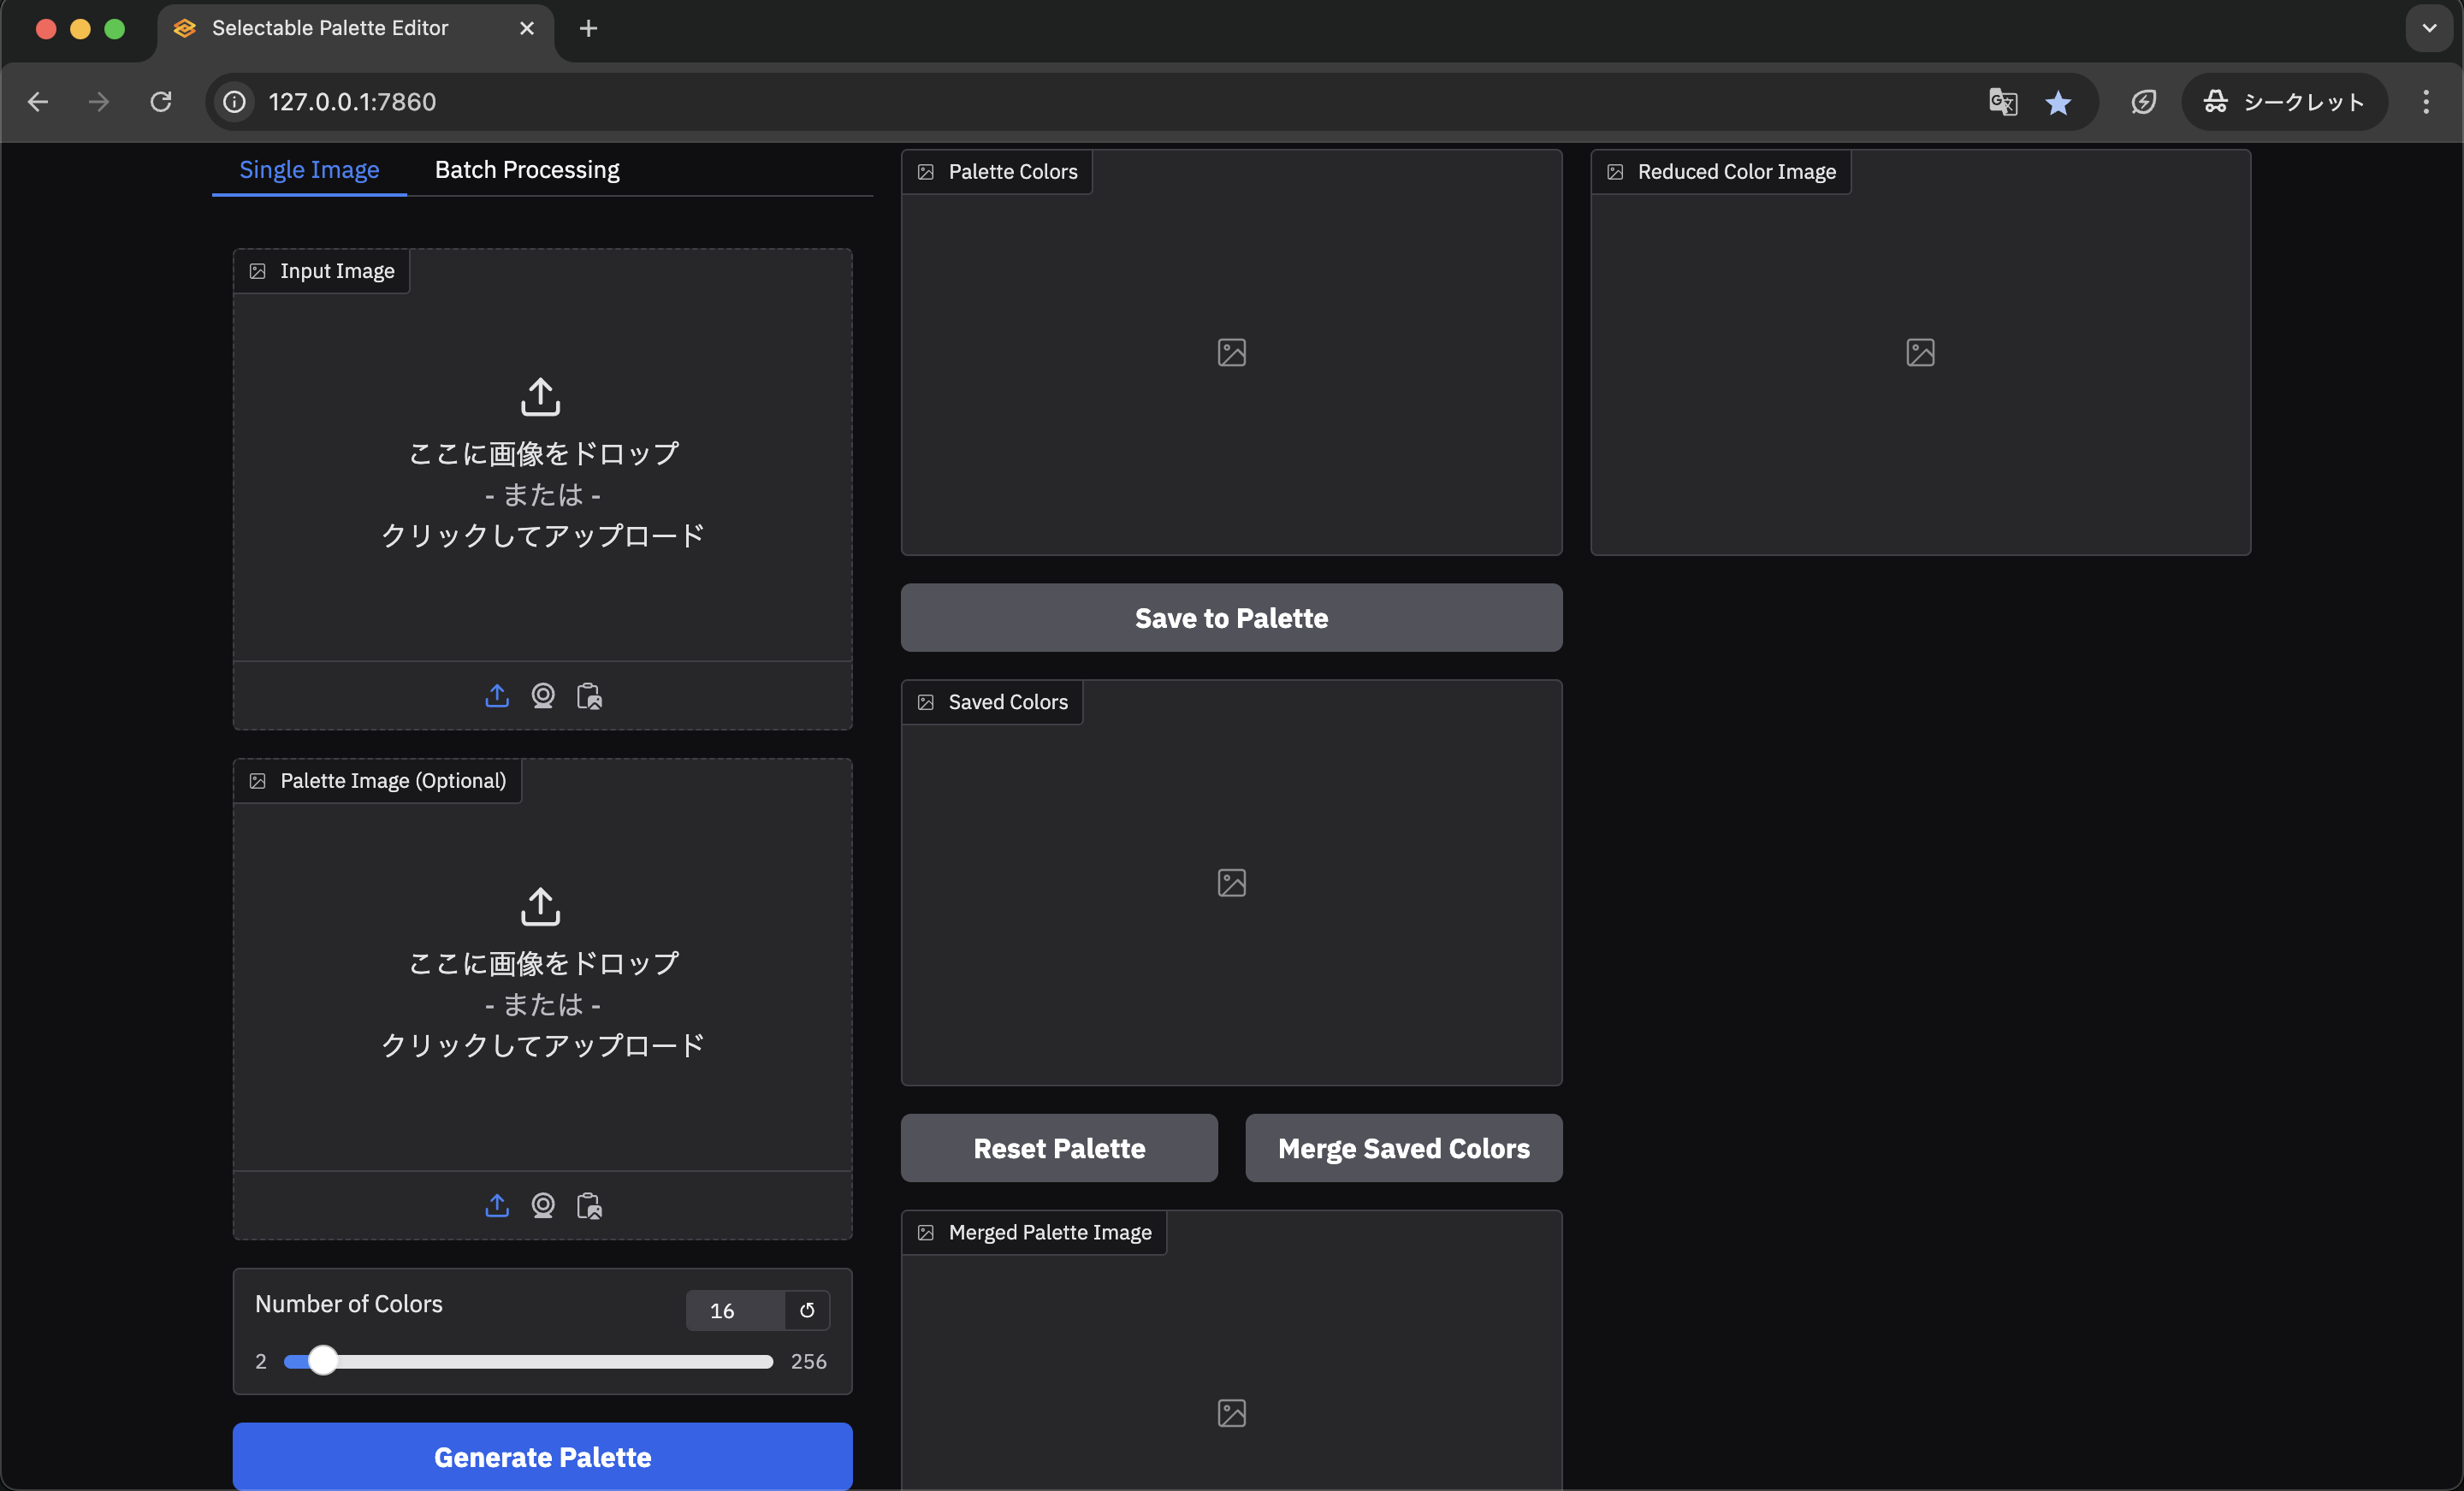 Selectable Palette Editor
127.0.0.1:7860
シークレット
Single Image
Batch Processing
Input Image
ここに画像をドロップ
- または -
クリックしてアップロード
Palette Image (Optional)
ここに画像をドロップ
- または -
クリックしてアップロード
Number of Colors
16
2
256
Generate Palette
Palette Colors
Save to Palette
Saved Colors
Reset Palette
Merge Saved Colors
Merged Palette Image
Reduced Color Image